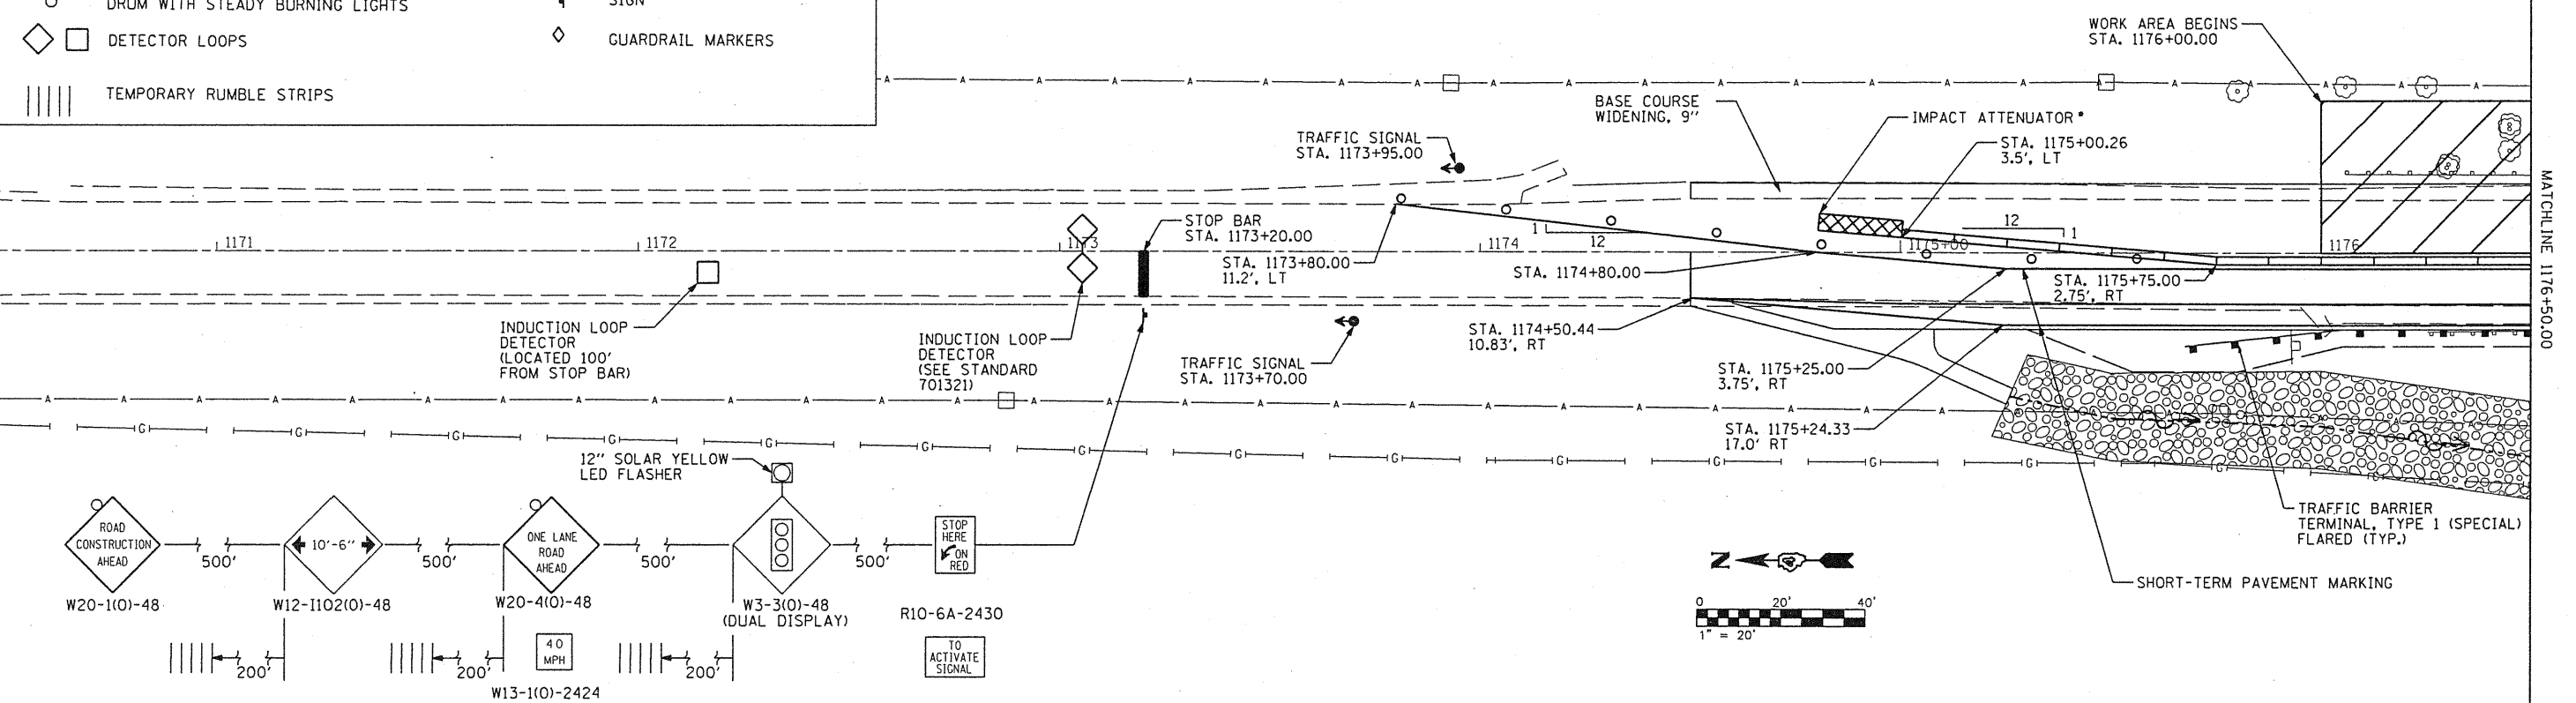 DRUM WITH STEADY BURNING LIGHTS
SIGN
DETECTOR LOOPS
GUARDRAIL MARKERS
TEMPORARY RUMBLE STRIPS
WORK AREA BEGINS
STA. 1176+00.00
BASE COURSE
WIDENING, 9"
IMPACT ATTENUATOR*
TRAFFIC SIGNAL
STA. 1173+95.00
STA. 1175+00.26
3.5', LT
MATCHLINE 1176+50.00
STOP BAR
STA. 1173+20.00
1171
1172
1173
1174
1175+00
1176
1
12
12
1
STA. 1173+80.00
11.2', LT
STA. 1174+80.00
STA. 1175+75.00
2.75', RT
INDUCTION LOOP
DETECTOR
(LOCATED 100'
FROM STOP BAR)
INDUCTION LOOP
DETECTOR
(SEE STANDARD
701321)
TRAFFIC SIGNAL
STA. 1173+70.00
STA. 1174+50.44
10.83', RT
STA. 1175+25.00
3.75', RT
STA. 1175+24.33
17.0' RT
12" SOLAR YELLOW
LED FLASHER
TRAFFIC BARRIER
TERMINAL, TYPE 1 (SPECIAL)
FLARED (TYP.)
SHORT-TERM PAVEMENT MARKING
ROAD
CONSTRUCTION
AHEAD
500'
10'-6"
500'
ONE LANE
ROAD
AHEAD
500'
500'
STOP
HERE
ON
RED
W20-1(O)-48
W12-I102(O)-48
W20-4(O)-48
W3-3(O)-48
(DUAL DISPLAY)
R10-6A-2430
200'
200'
40
MPH
200'
TO
ACTIVATE
SIGNAL
W13-1(O)-2424
N
0 20' 40'
1" = 20'
A A A A A A A A A A A A A A A A A A A A A
G G G G G G G G G G G G G G